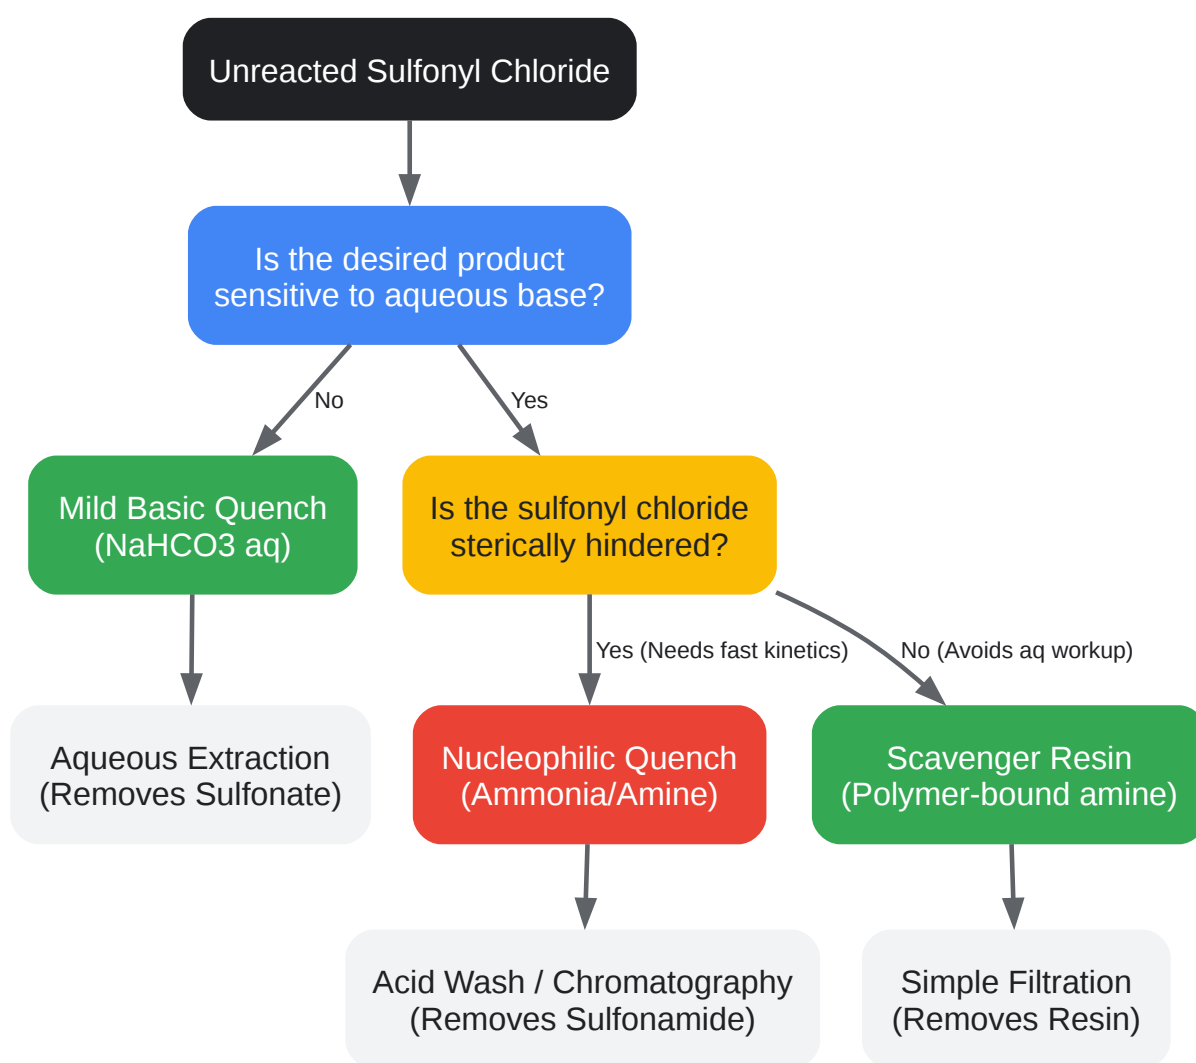 Unreacted Sulfonyl Chloride
Is the desired product
sensitive to aqueous base?
No
Yes
Mild Basic Quench
(NaHCO3 aq)
Is the sulfonyl chloride
sterically hindered?
Yes (Needs fast kinetics)
No (Avoids aq workup)
Aqueous Extraction
(Removes Sulfonate)
Nucleophilic Quench
(Ammonia/Amine)
Scavenger Resin
(Polymer-bound amine)
Acid Wash / Chromatography
(Removes Sulfonamide)
Simple Filtration
(Removes Resin)